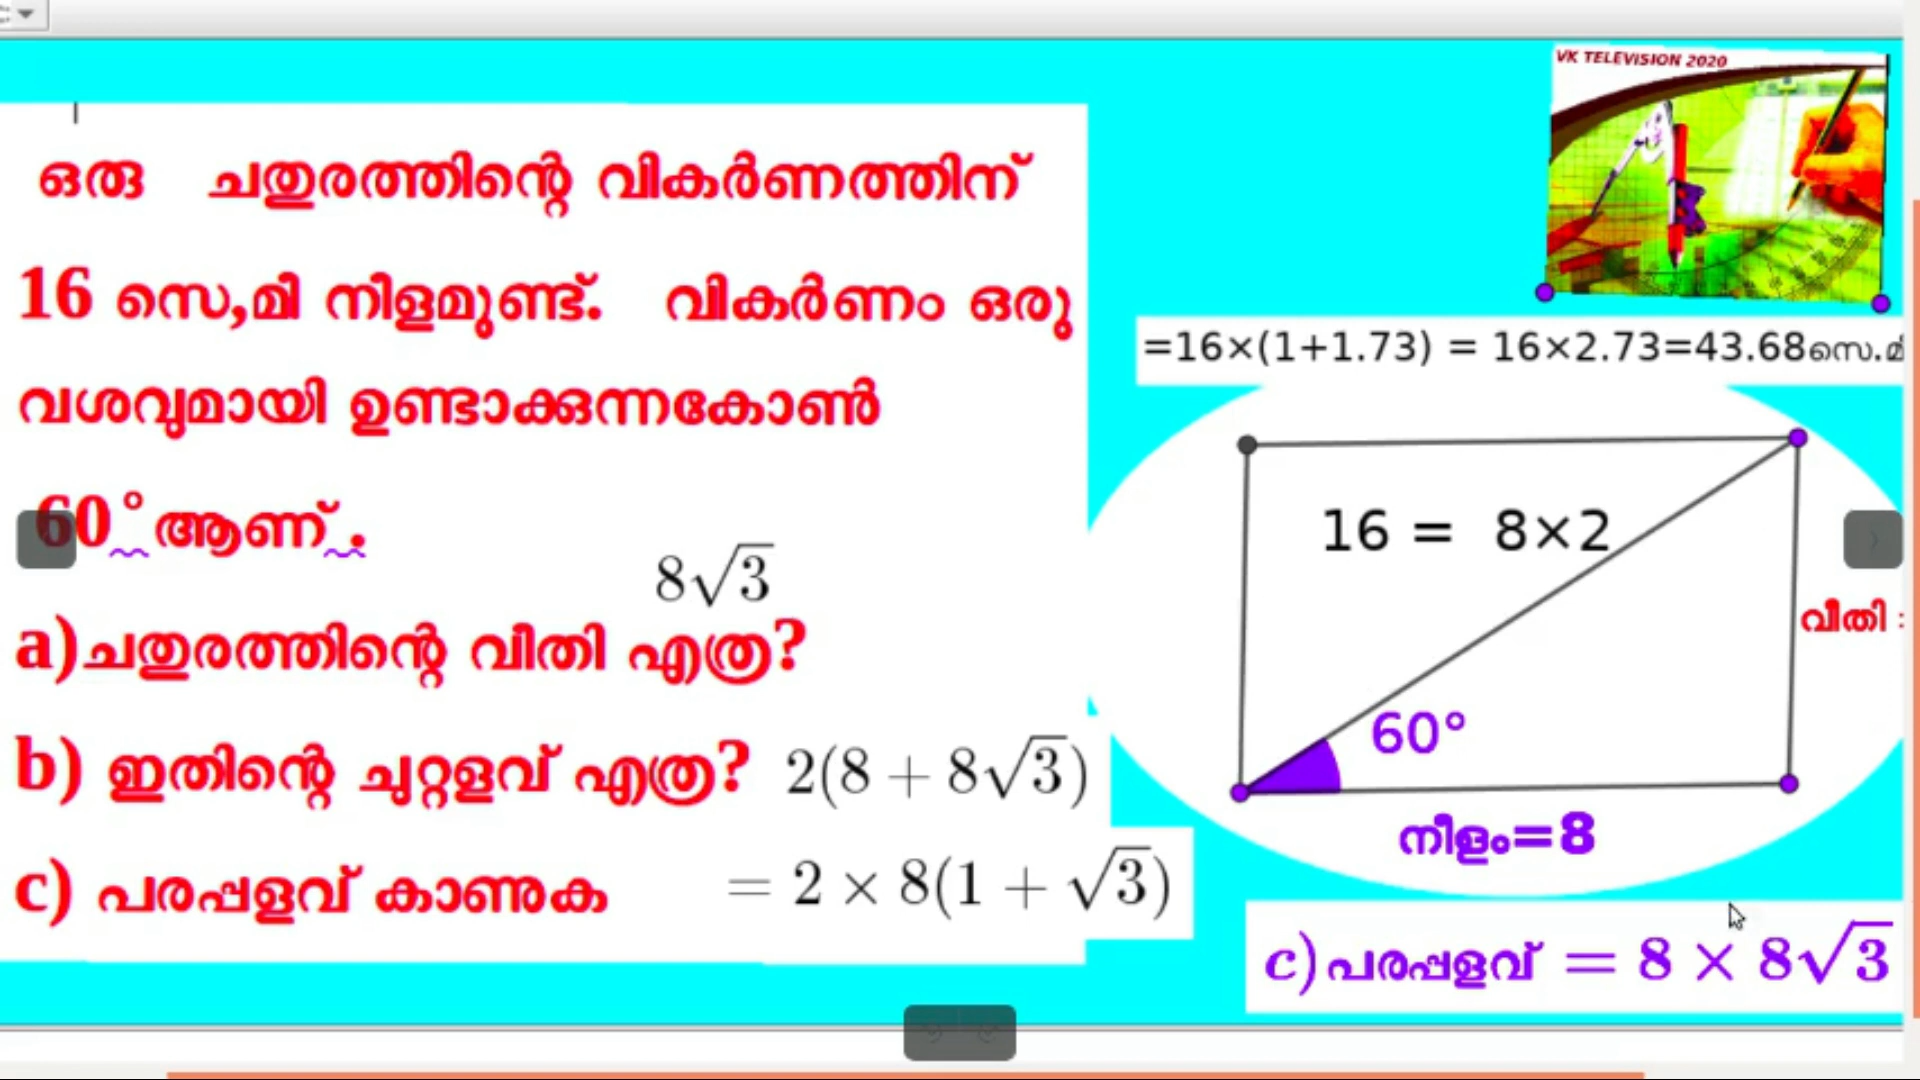 VK TELEVISION 2020
ഒരു ചതുരത്തിന്റെ വികർണത്തിന്
16 സെ,മി നിളമുണ്ട്. വികർണം ഒരു
വശവുമായി ഉണ്ടാക്കുന്നകോൺ
60° ആണ് .
8√3
a)ചതുരത്തിന്റെ വീതി എത്ര?
b) ഇതിന്റെ ചുറ്റളവ് എത്ര? 2(8 + 8√3)
c) പരപ്പളവ് കാണുക = 2 × 8(1 + √3)
=16×(1+1.73) = 16×2.73=43.68സെ.മി
16 = 8×2
വീതി :
60°
നീളം=8
c)പരപ്പളവ് = 8 × 8√3